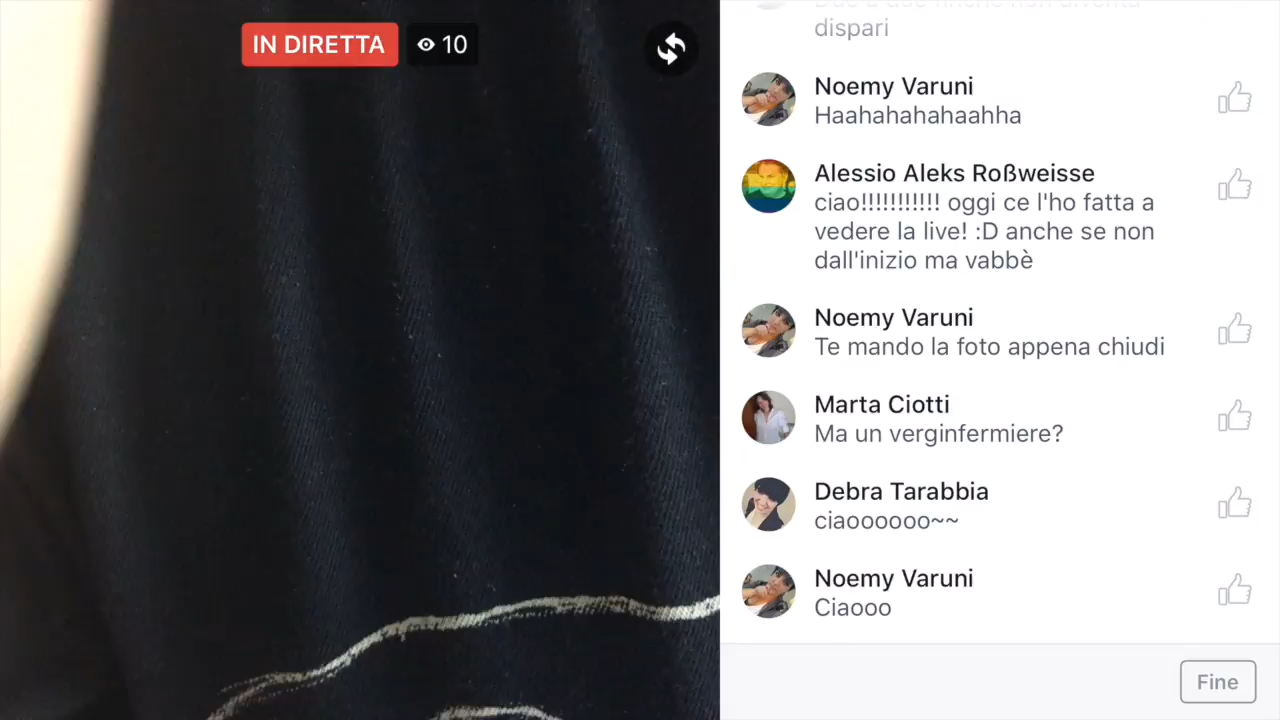 IN DIRETTA
10
dispari
Noemy Varuni
Haahahahahaahha
Alessio Aleks Roßweisse
ciao!!!!!!!!!!! oggi ce l'ho fatta a
vedere la live! :D anche se non
dall'inizio ma vabbè
Noemy Varuni
Te mando la foto appena chiudi
Marta Ciotti
Ma un verginfermiere?
Debra Tarabbia
ciaoooooo~~
Noemy Varuni
Ciaooo
Fine